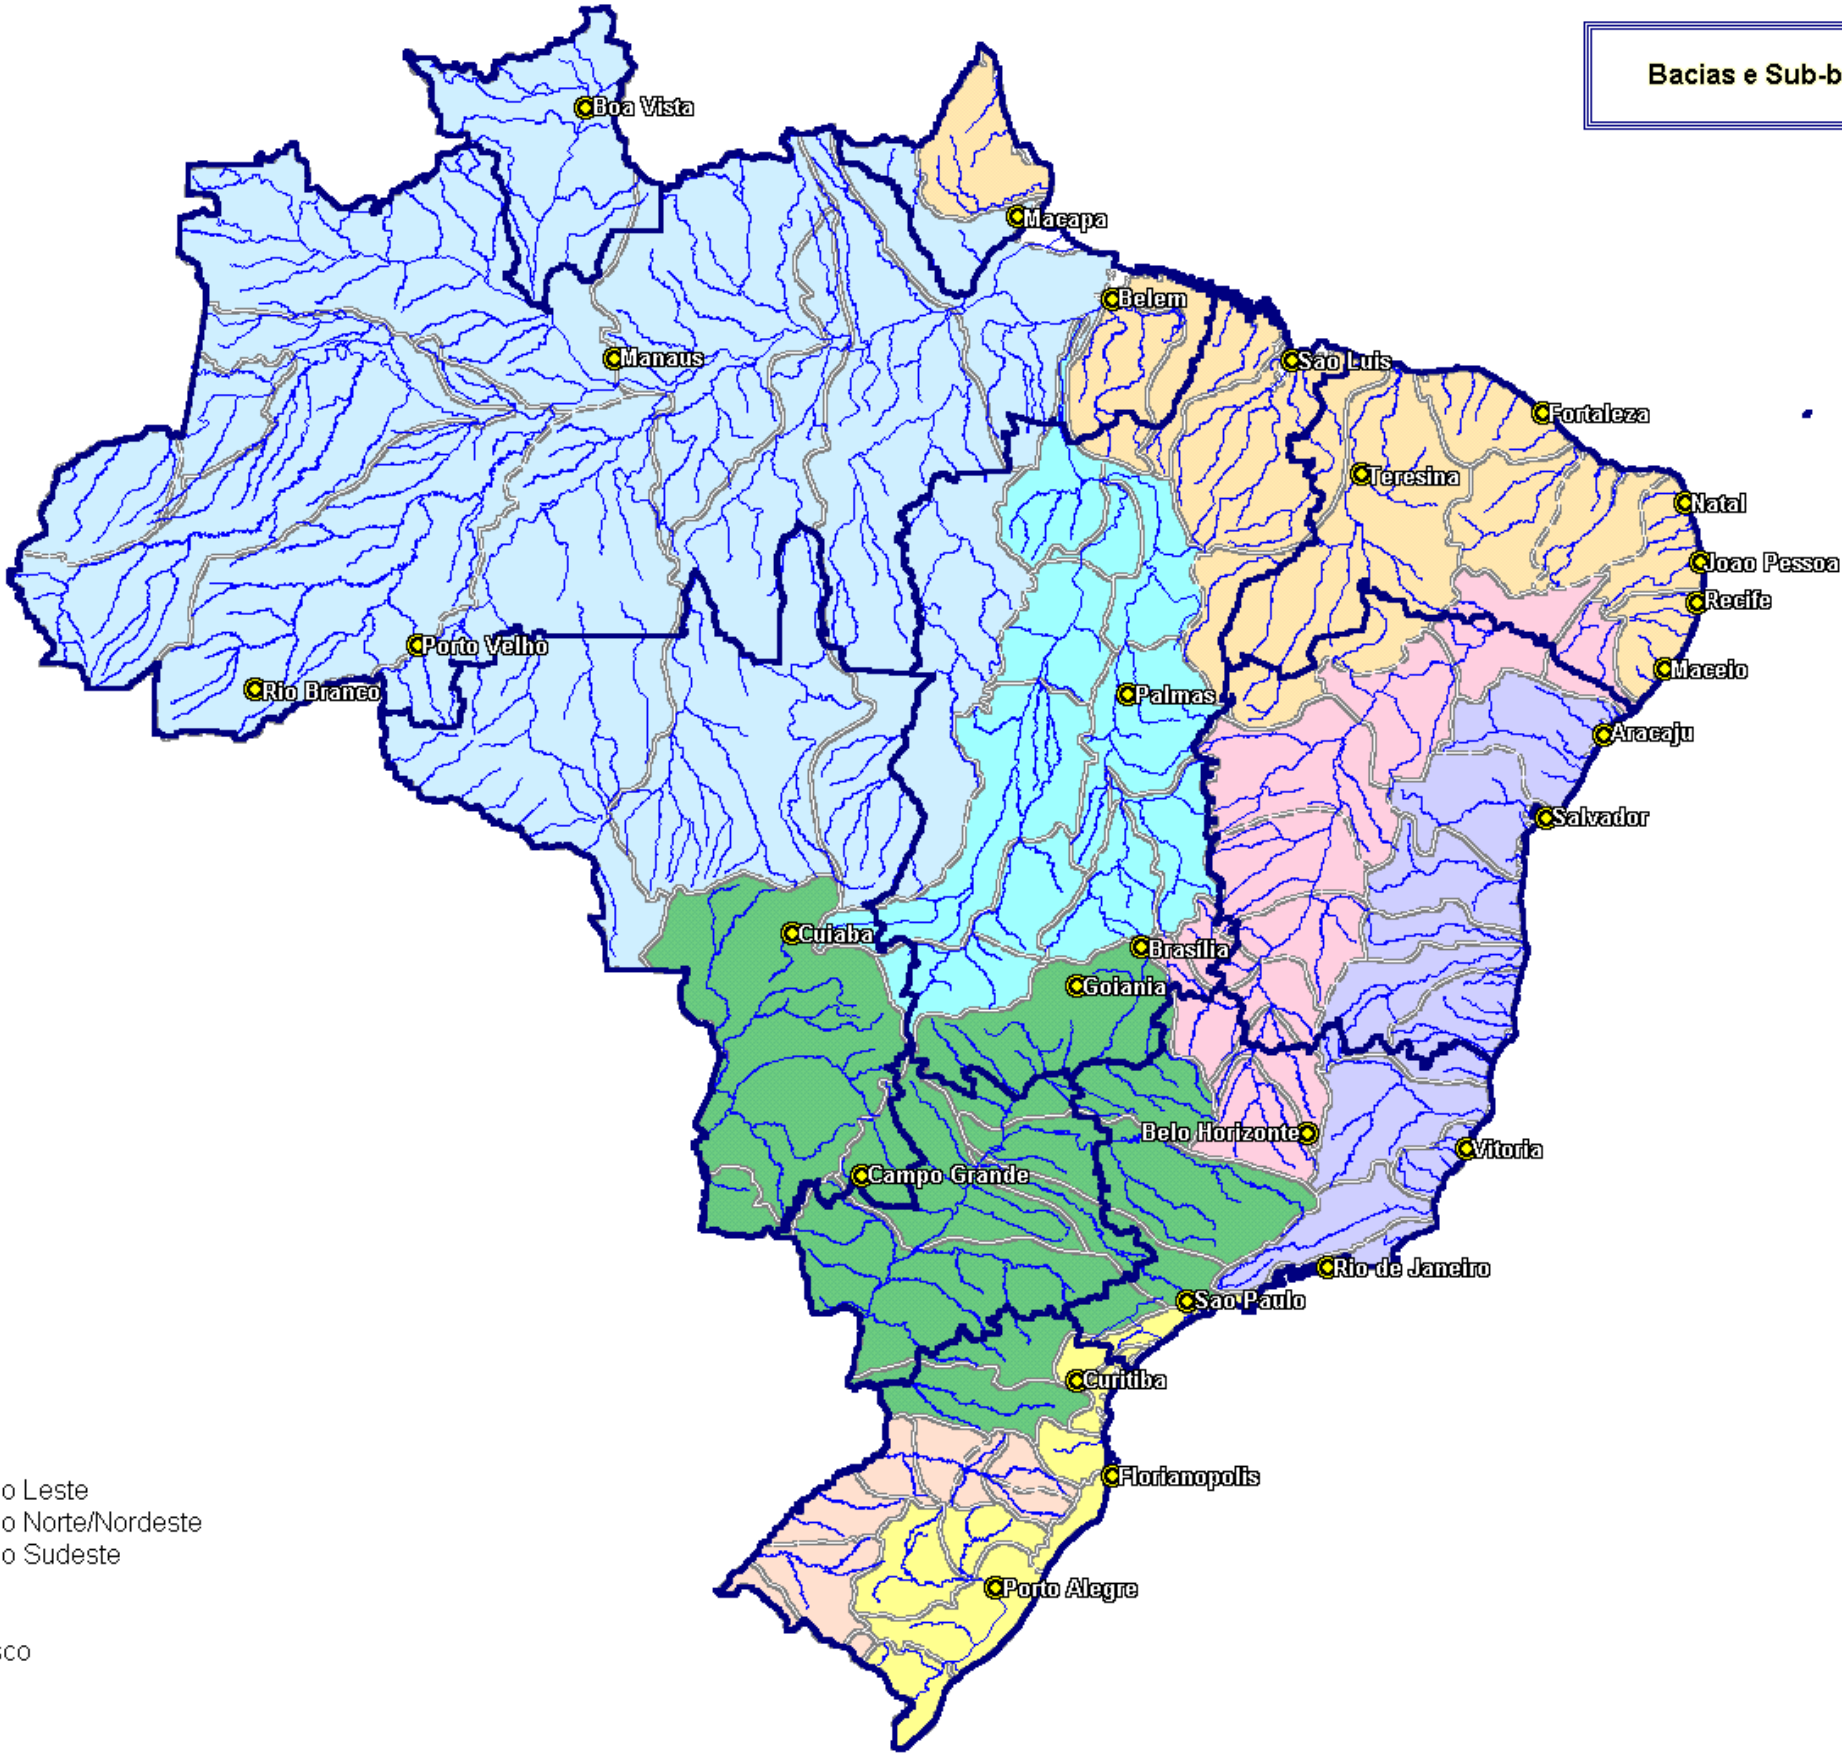 Bacias e Sub-b
Boa Vista
Macapa
Belem
Manaus
Sao Luis
Fortaleza
Teresina
Natal
Joao Pessoa
Recife
Porto Velho
Maceio
Rio Branco
Palmas
Aracaju
Salvador
Cuiaba
Brasília
Goiania
Belo Horizonte
Vitoria
Campo Grande
Rio de Janeiro
Sao Paulo
Curitiba
Florianopolis
o Leste
o Norte/Nordeste
o Sudeste
Porto Alegre
sco